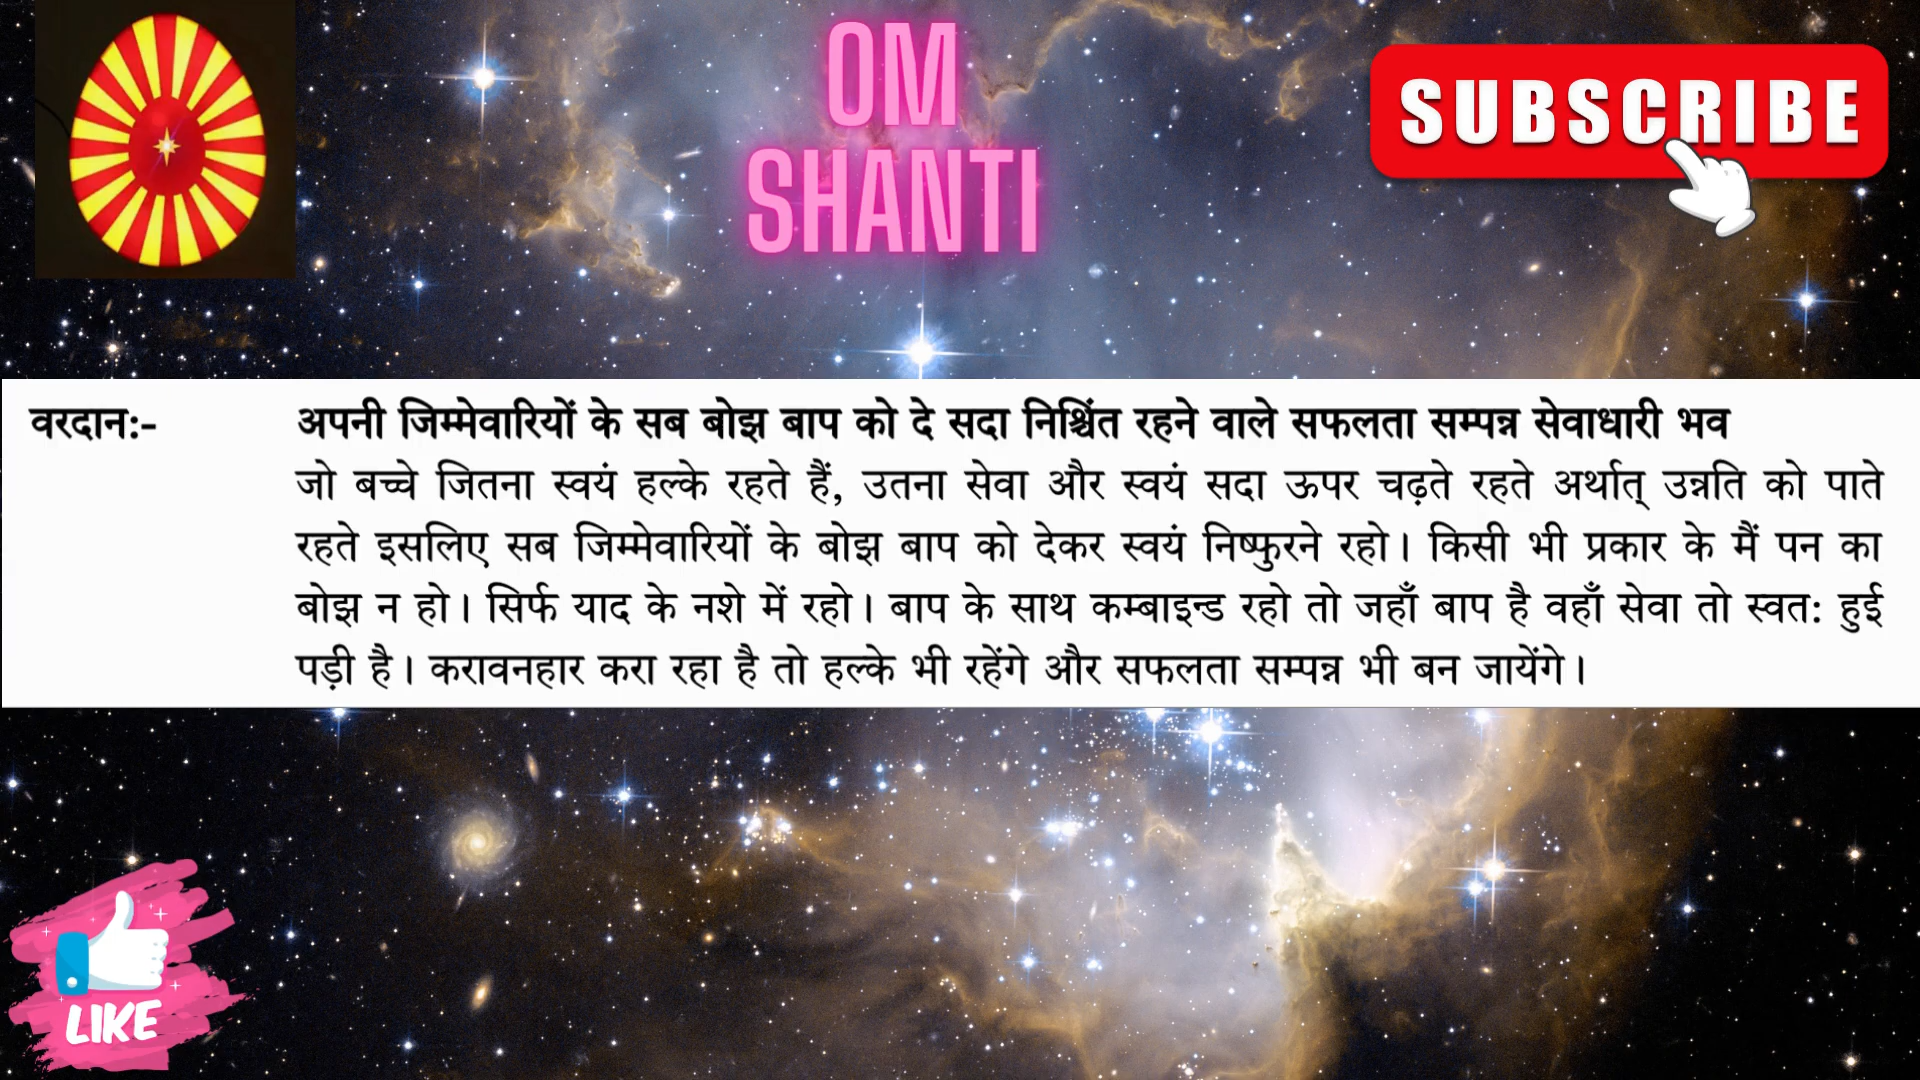 OM
SHANTI
SUBSCRIBE
वरदान:- अपनी जिम्मेवारियों के सब बोझ बाप को दे सदा निश्चिंत रहने वाले सफलता सम्पन्न सेवाधारी भव
जो बच्चे जितना स्वयं हल्के रहते हैं, उतना सेवा और स्वयं सदा ऊपर चढ़ते रहते अर्थात् उन्नति को पाते
रहते इसलिए सब जिम्मेवारियों के बोझ बाप को देकर स्वयं निष्फुरने रहो। किसी भी प्रकार के मैं पन का
बोझ न हो। सिर्फ याद के नशे में रहो। बाप के साथ कम्बाइन्ड रहो तो जहाँ बाप है वहाँ सेवा तो स्वत: हुई
पड़ी है। करावनहार करा रहा है तो हल्के भी रहेंगे और सफलता सम्पन्न भी बन जायेंगे।
LIKE